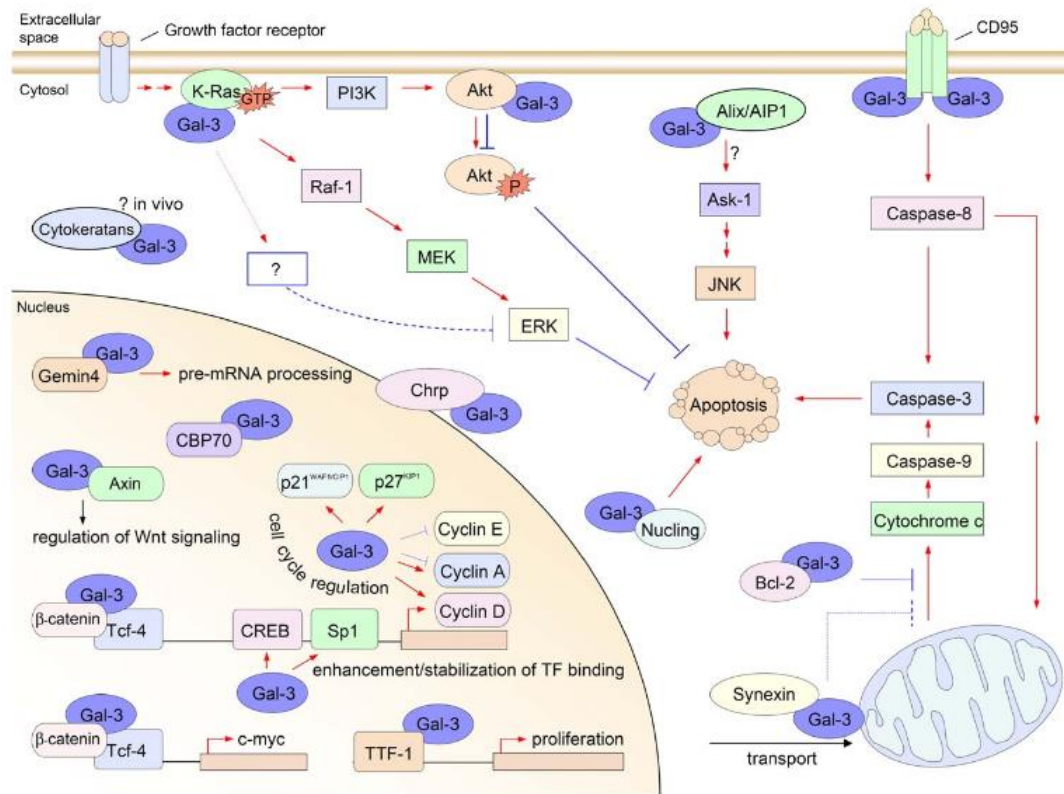 Extracellular
space
Growth factor receptor
CD95
Cytosol
K-Ras
GTP
Gal-3
PI3K
Akt
Gal-3
Gal-3
Alix/AIP1
Gal-3
Gal-3
?
Akt
P
Raf-1
Ask-1
Caspase-8
? in vivo
Cytokeratans
Gal-3
MEK
?
JNK
ERK
Nucleus
Gal-3
Gemin4
pre-mRNA processing
Chrp
Gal-3
Apoptosis
Caspase-3
Gal-3
CBP70
Caspase-9
Gal-3
Axin
p21WAF1/CIP1
p27KIP1
Gal-3
Nucling
Cytochrome c
regulation of Wnt signaling
Gal-3
cell cycle regulation
Cyclin E
Cyclin A
Cyclin D
Gal-3
Bcl-2
Gal-3
β-catenin
Tcf-4
CREB
Sp1
enhancement/stabilization of TF binding
Gal-3
Synexin
Gal-3
transport
Gal-3
β-catenin
Tcf-4
c-myc
Gal-3
TTF-1
proliferation